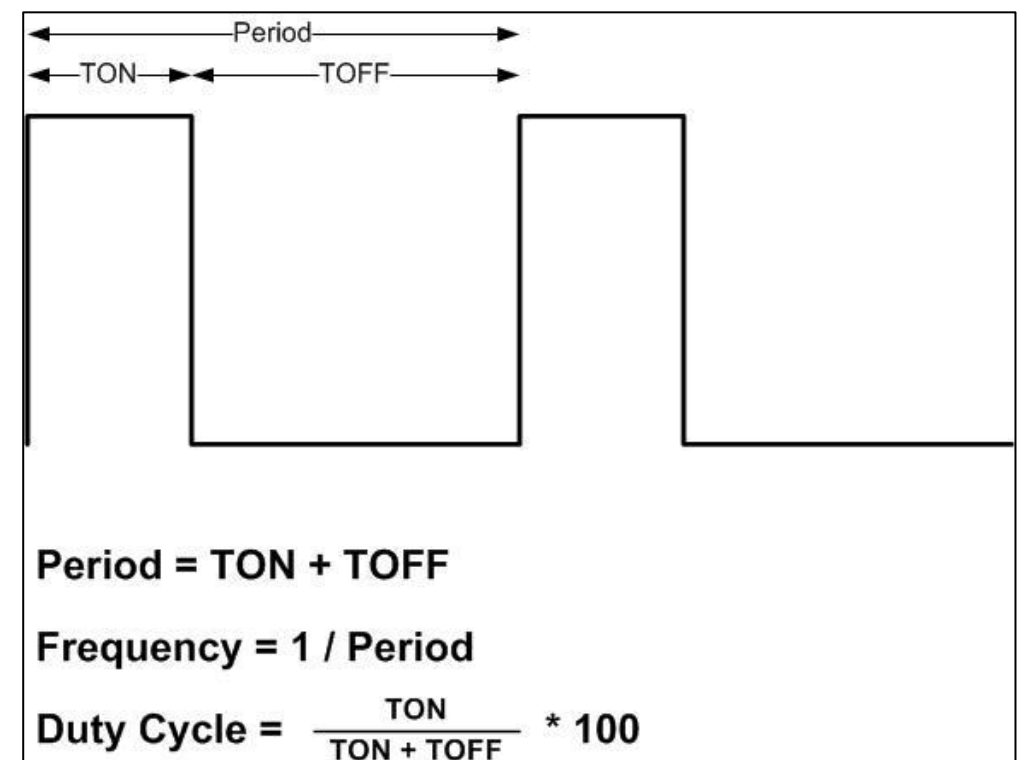 Period
TON TOFF
Period = TON + TOFF
Frequency = 1 / Period
Duty Cycle = TON / TON + TOFF * 100